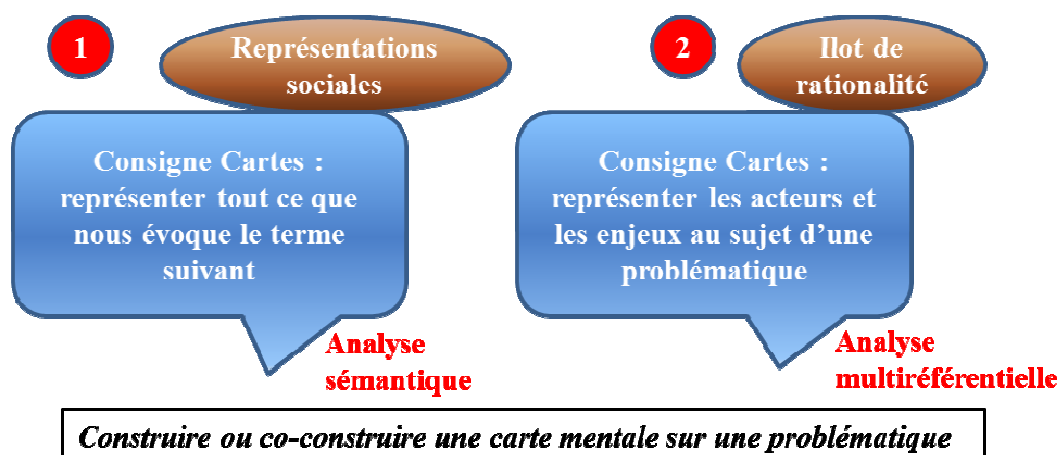 1
Représentations
sociales
Consigne Cartes :
représenter tout ce que
nous évoque le terme
suivant
Analyse
sémantique
2
Ilot de
rationalité
Consigne Cartes :
représenter les acteurs et
les enjeux au sujet d’une
problématique
Analyse
multiréférentielle
Construire ou co-construire une carte mentale sur une problématique